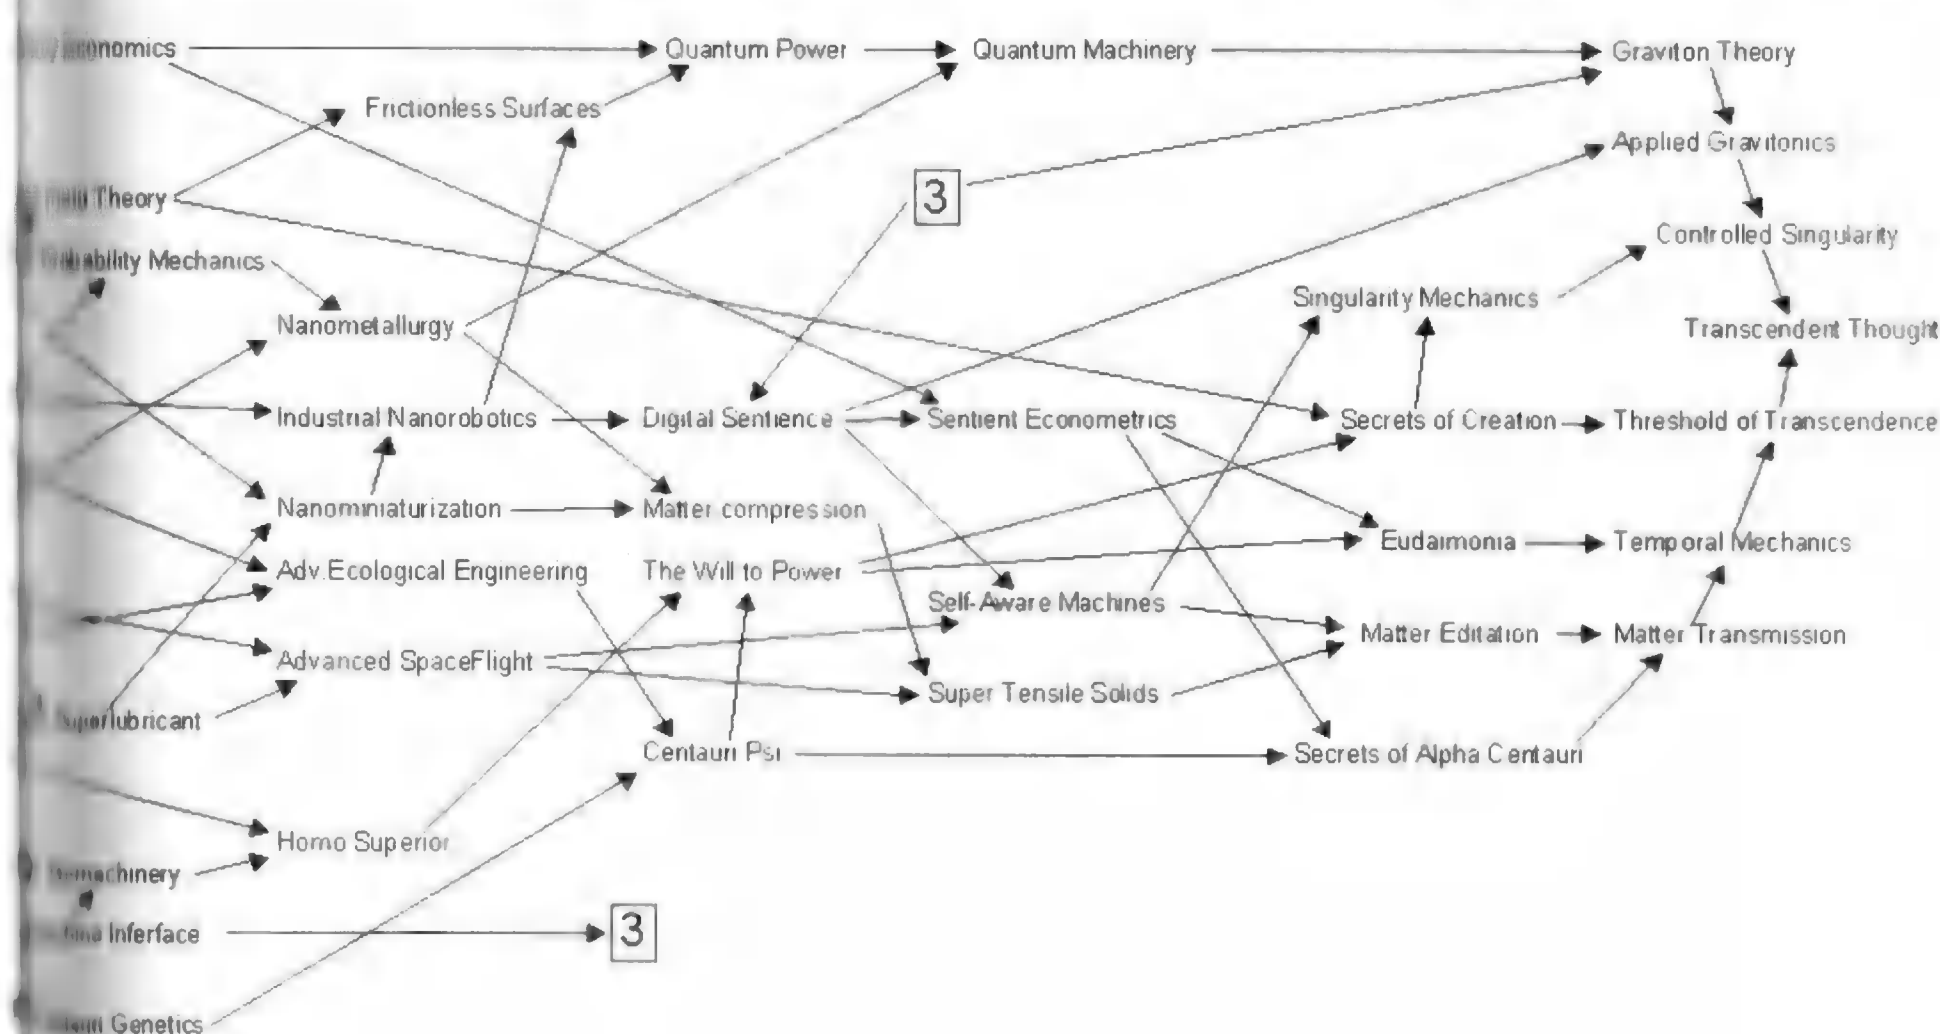 Quantum Power
Quantum Machinery
Graviton Theory
Frictionless Surfaces
Applied Gravitonics
Theory
3
Controlled Singularity
Mechanics
Singularity Mechanics
Nanometallurgy
Transcendent Thought
Industrial Nanorobotics
Digital Sentience
Sentient Econometrics
Secrets of Creation
Threshold of Transcendence
Nanominiaturization
Matter compression
Eudaimonia
Temporal Mechanics
Adv.Ecological Engineering
The Will to Power
Self-Aware Machines
Matter Editation
Matter Transmission
Advanced SpaceFlight
Super Tensile Solids
Centauri Psi
Secrets of Alpha Centauri
Homo Superior
Inferface
3
Genetics